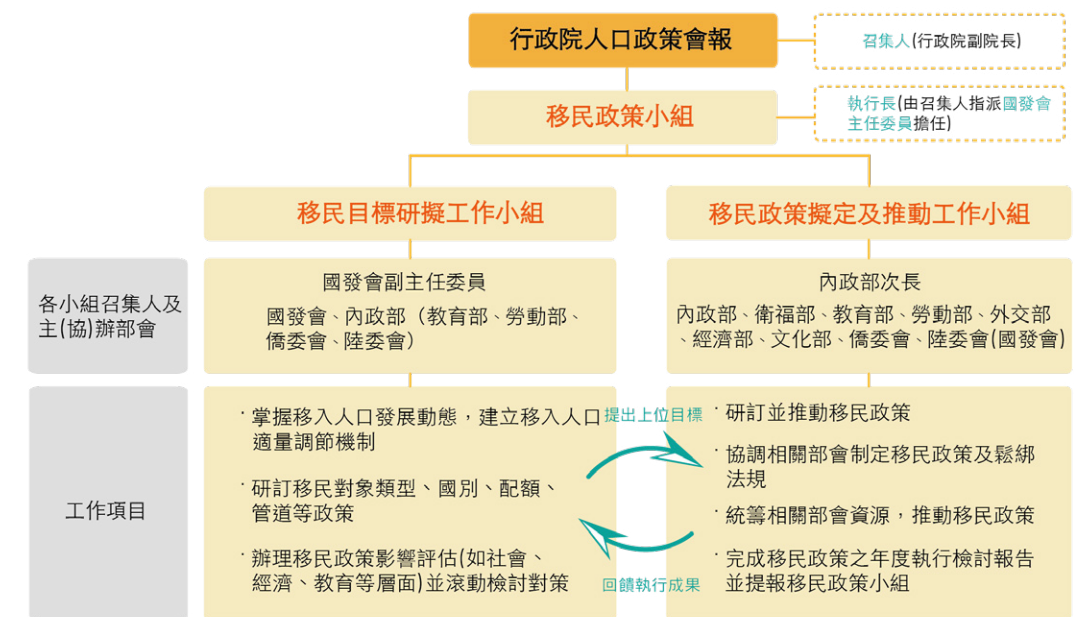 行政院人口政策會報
召集人(行政院副院長)
移民政策小組
執行長(由召集人指派國發會
主任委員擔任)
移民目標研擬工作小組
移民政策擬定及推動工作小組
各小組召集人及
主(協)辦部會
國發會副主任委員
國發會、內政部（教育部、勞動部、
僑委會、陸委會）
內政部次長
內政部、衛福部、教育部、勞動部、外交部
、經濟部、文化部、僑委會、陸委會(國發會)
工作項目
·掌握移入人口發展動態，建立移入人口
適量調節機制
·研訂移民對象類型、國別、配額、
管道等政策
·辦理移民政策影響評估(如社會、
經濟、教育等層面)並滾動檢討對策
提出上位目標
回饋執行成果
·研訂並推動移民政策
·協調相關部會制定移民政策及鬆綁
法規
·統籌相關部會資源，推動移民政策
·完成移民政策之年度執行檢討報告
並提報移民政策小組